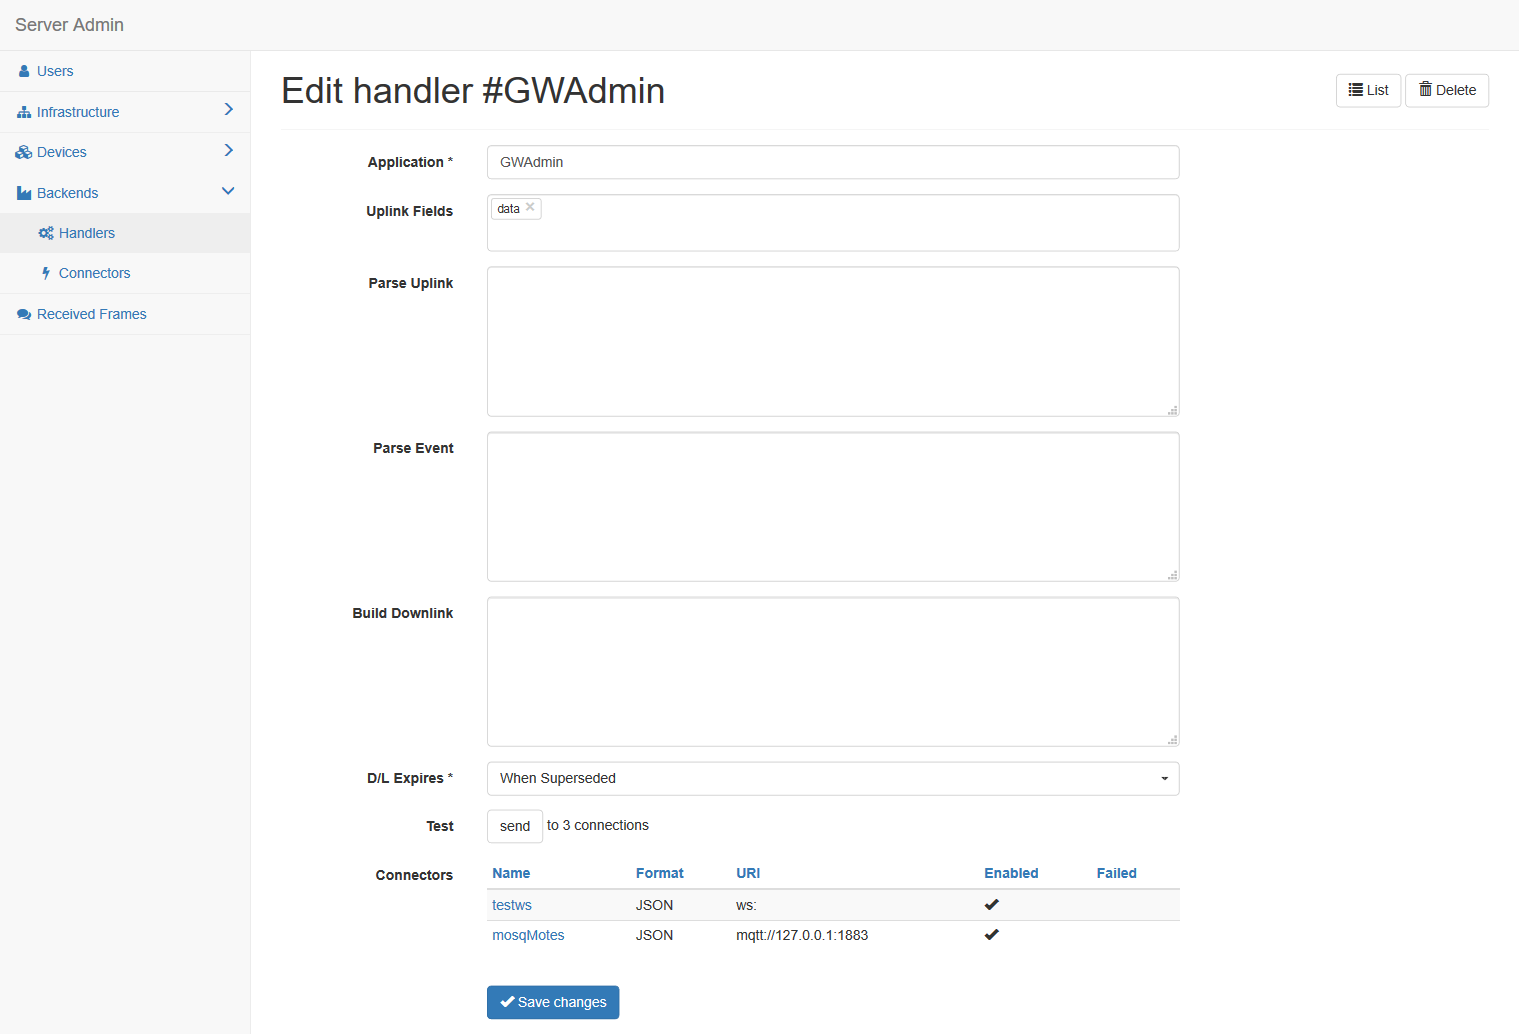 Server Admin
Users
Infrastructure
Devices
Backends
Handlers
Connectors
Received Frames
Edit handler #GWAdmin
List
Delete
Application *
GWAdmin
Uplink Fields
data ×
Parse Uplink
Parse Event
Build Downlink
D/L Expires *
When Superseded
Test
send to 3 connections
Connectors
Name Format URI Enabled Failed
testws JSON ws:
mosqMotes JSON mqtt://127.0.0.1:1883
Save changes